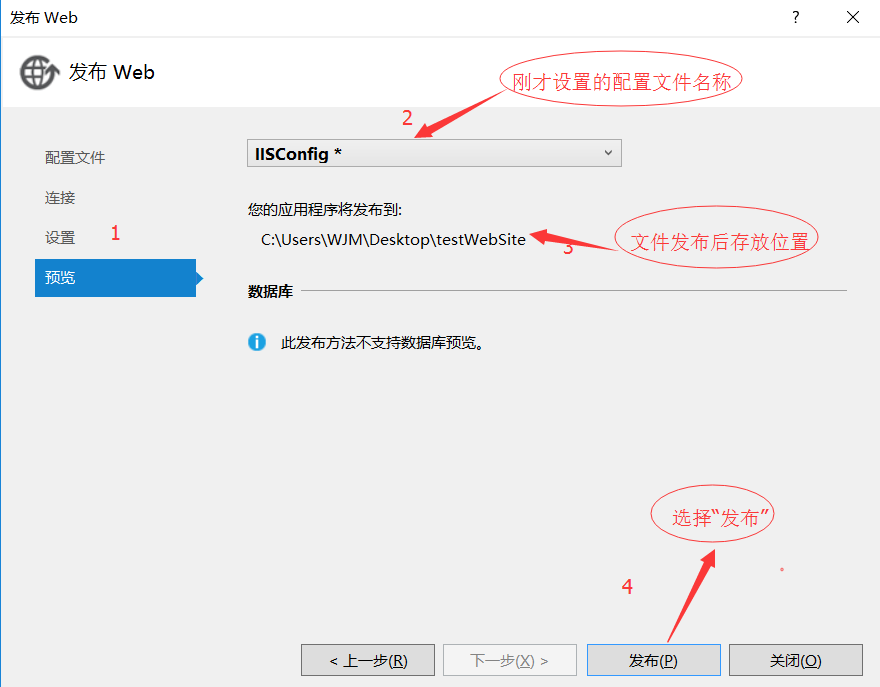 发布 Web
?
发布 Web
刚才设置的配置文件名称
2
配置文件
IISConfig *
连接
您的应用程序将发布到:
设置
1
C:\Users\WJM\Desktop\testWebSite
3
文件发布后存放位置
预览
数据库
此发布方法不支持数据库预览。
选择“发布”
4
< 上一步(R)
下一步(X) >
发布(P)
关闭(O)